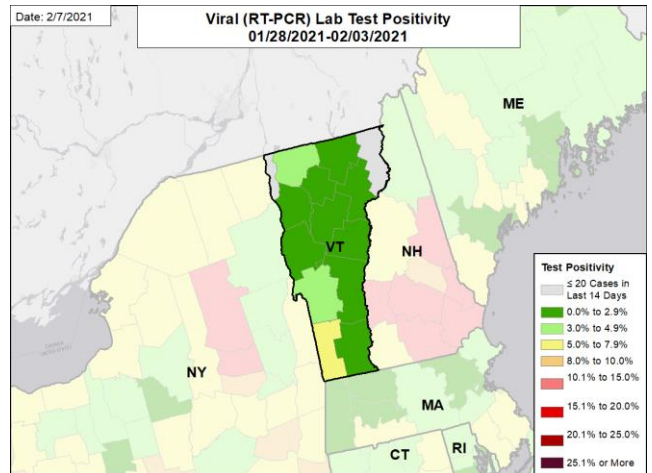 Date: 2/7/2021
Viral (RT-PCR) Lab Test Positivity
01/28/2021-02/03/2021
ME
VT
NH
NY
MA
CT
RI
Test Positivity
≤ 20 Cases in
Last 14 Days
0.0% to 2.9%
3.0% to 4.9%
5.0% to 7.9%
8.0% to 10.0%
10.1% to 15.0%
15.1% to 20.0%
20.1% to 25.0%
25.1% or More